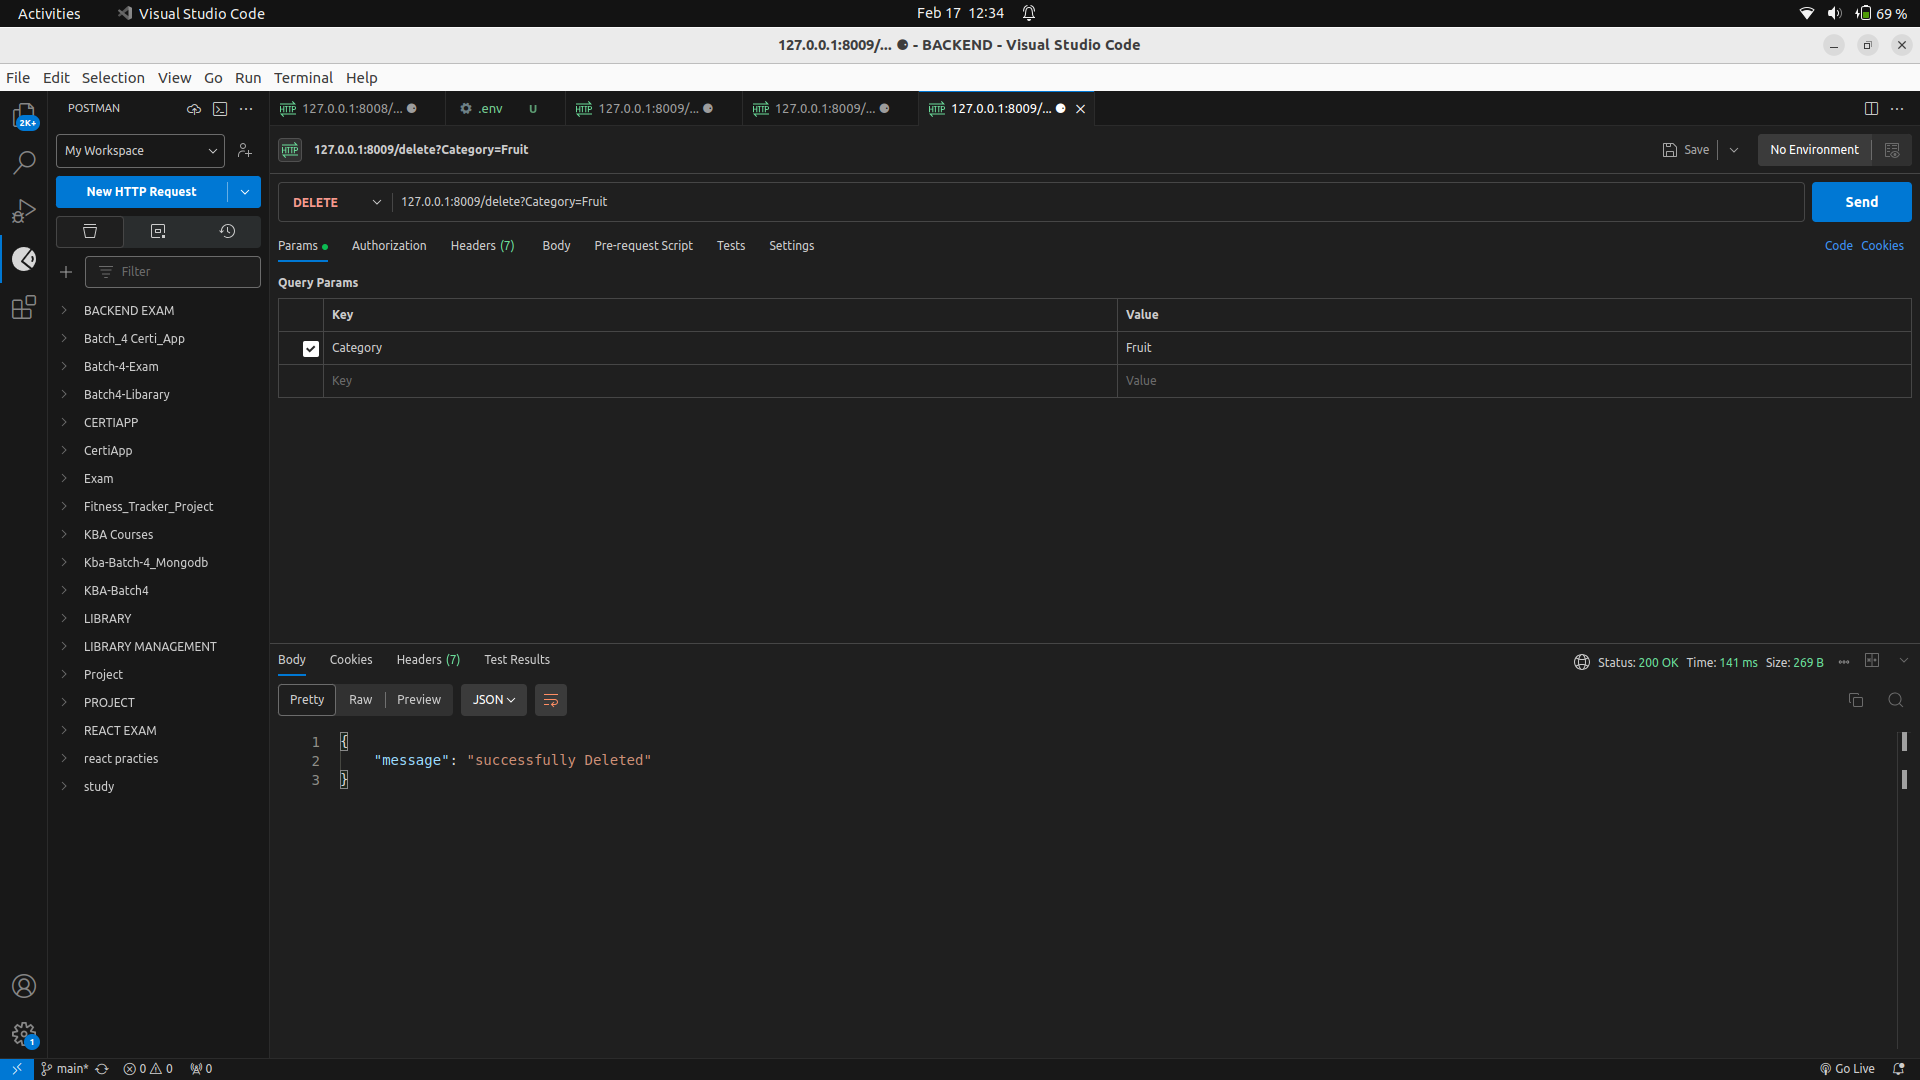 Activities Visual Studio Code Feb 17 12:34 69 %
127.0.0.1:8009/... ● - BACKEND - Visual Studio Code
File Edit Selection View Go Run Terminal Help
POSTMAN
HTTP 127.0.0.1:8008/... .env U HTTP 127.0.0.1:8009/... HTTP 127.0.0.1:8009/... HTTP 127.0.0.1:8009/...
2K+
My Workspace
HTTP 127.0.0.1:8009/delete?Category=Fruit Save No Environment
New HTTP Request
DELETE 127.0.0.1:8009/delete?Category=Fruit Send
Params Authorization Headers (7) Body Pre-request Script Tests Settings Code Cookies
Filter
Query Params
Key Value
Category Fruit
Key Value
BACKEND EXAM
Batch_4 Certi_App
Batch-4-Exam
Batch4-Libarary
CERTIAPP
CertiApp
Exam
Fitness_Tracker_Project
KBA Courses
Kba-Batch-4_Mongodb
KBA-Batch4
LIBRARY
LIBRARY MANAGEMENT
Project
PROJECT
REACT EXAM
react practies
study
Body Cookies Headers (7) Test Results Status: 200 OK Time: 141 ms Size: 269 B
Pretty Raw Preview JSON
1 {
2 "message": "successfully Deleted"
3 }
1
main* 0 0 0 Go Live